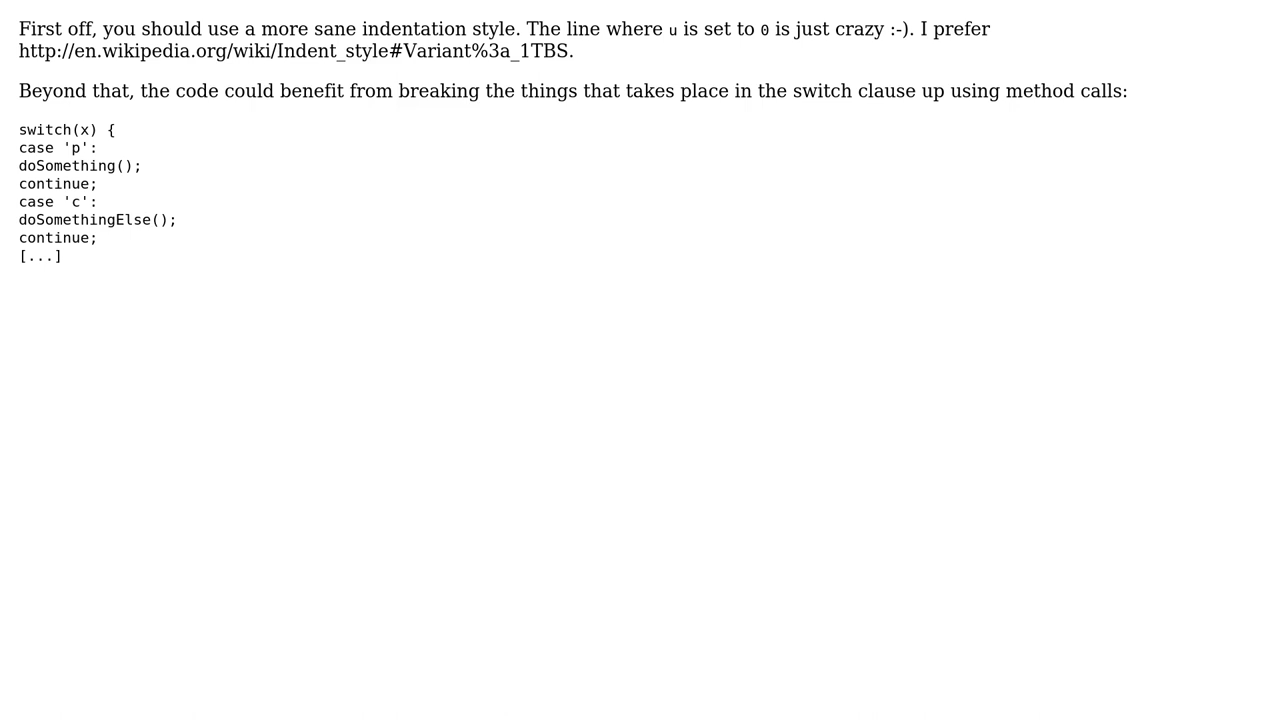 First off, you should use a more sane indentation style. The line where u is set to 0 is just crazy :-). I prefer
http://en.wikipedia.org/wiki/Indent_style#Variant%3a_1TBS.
Beyond that, the code could benefit from breaking the things that takes place in the switch clause up using method calls:
switch(x) {
case 'p':
doSomething();
continue;
case 'c':
doSomethingElse();
continue;
[...]